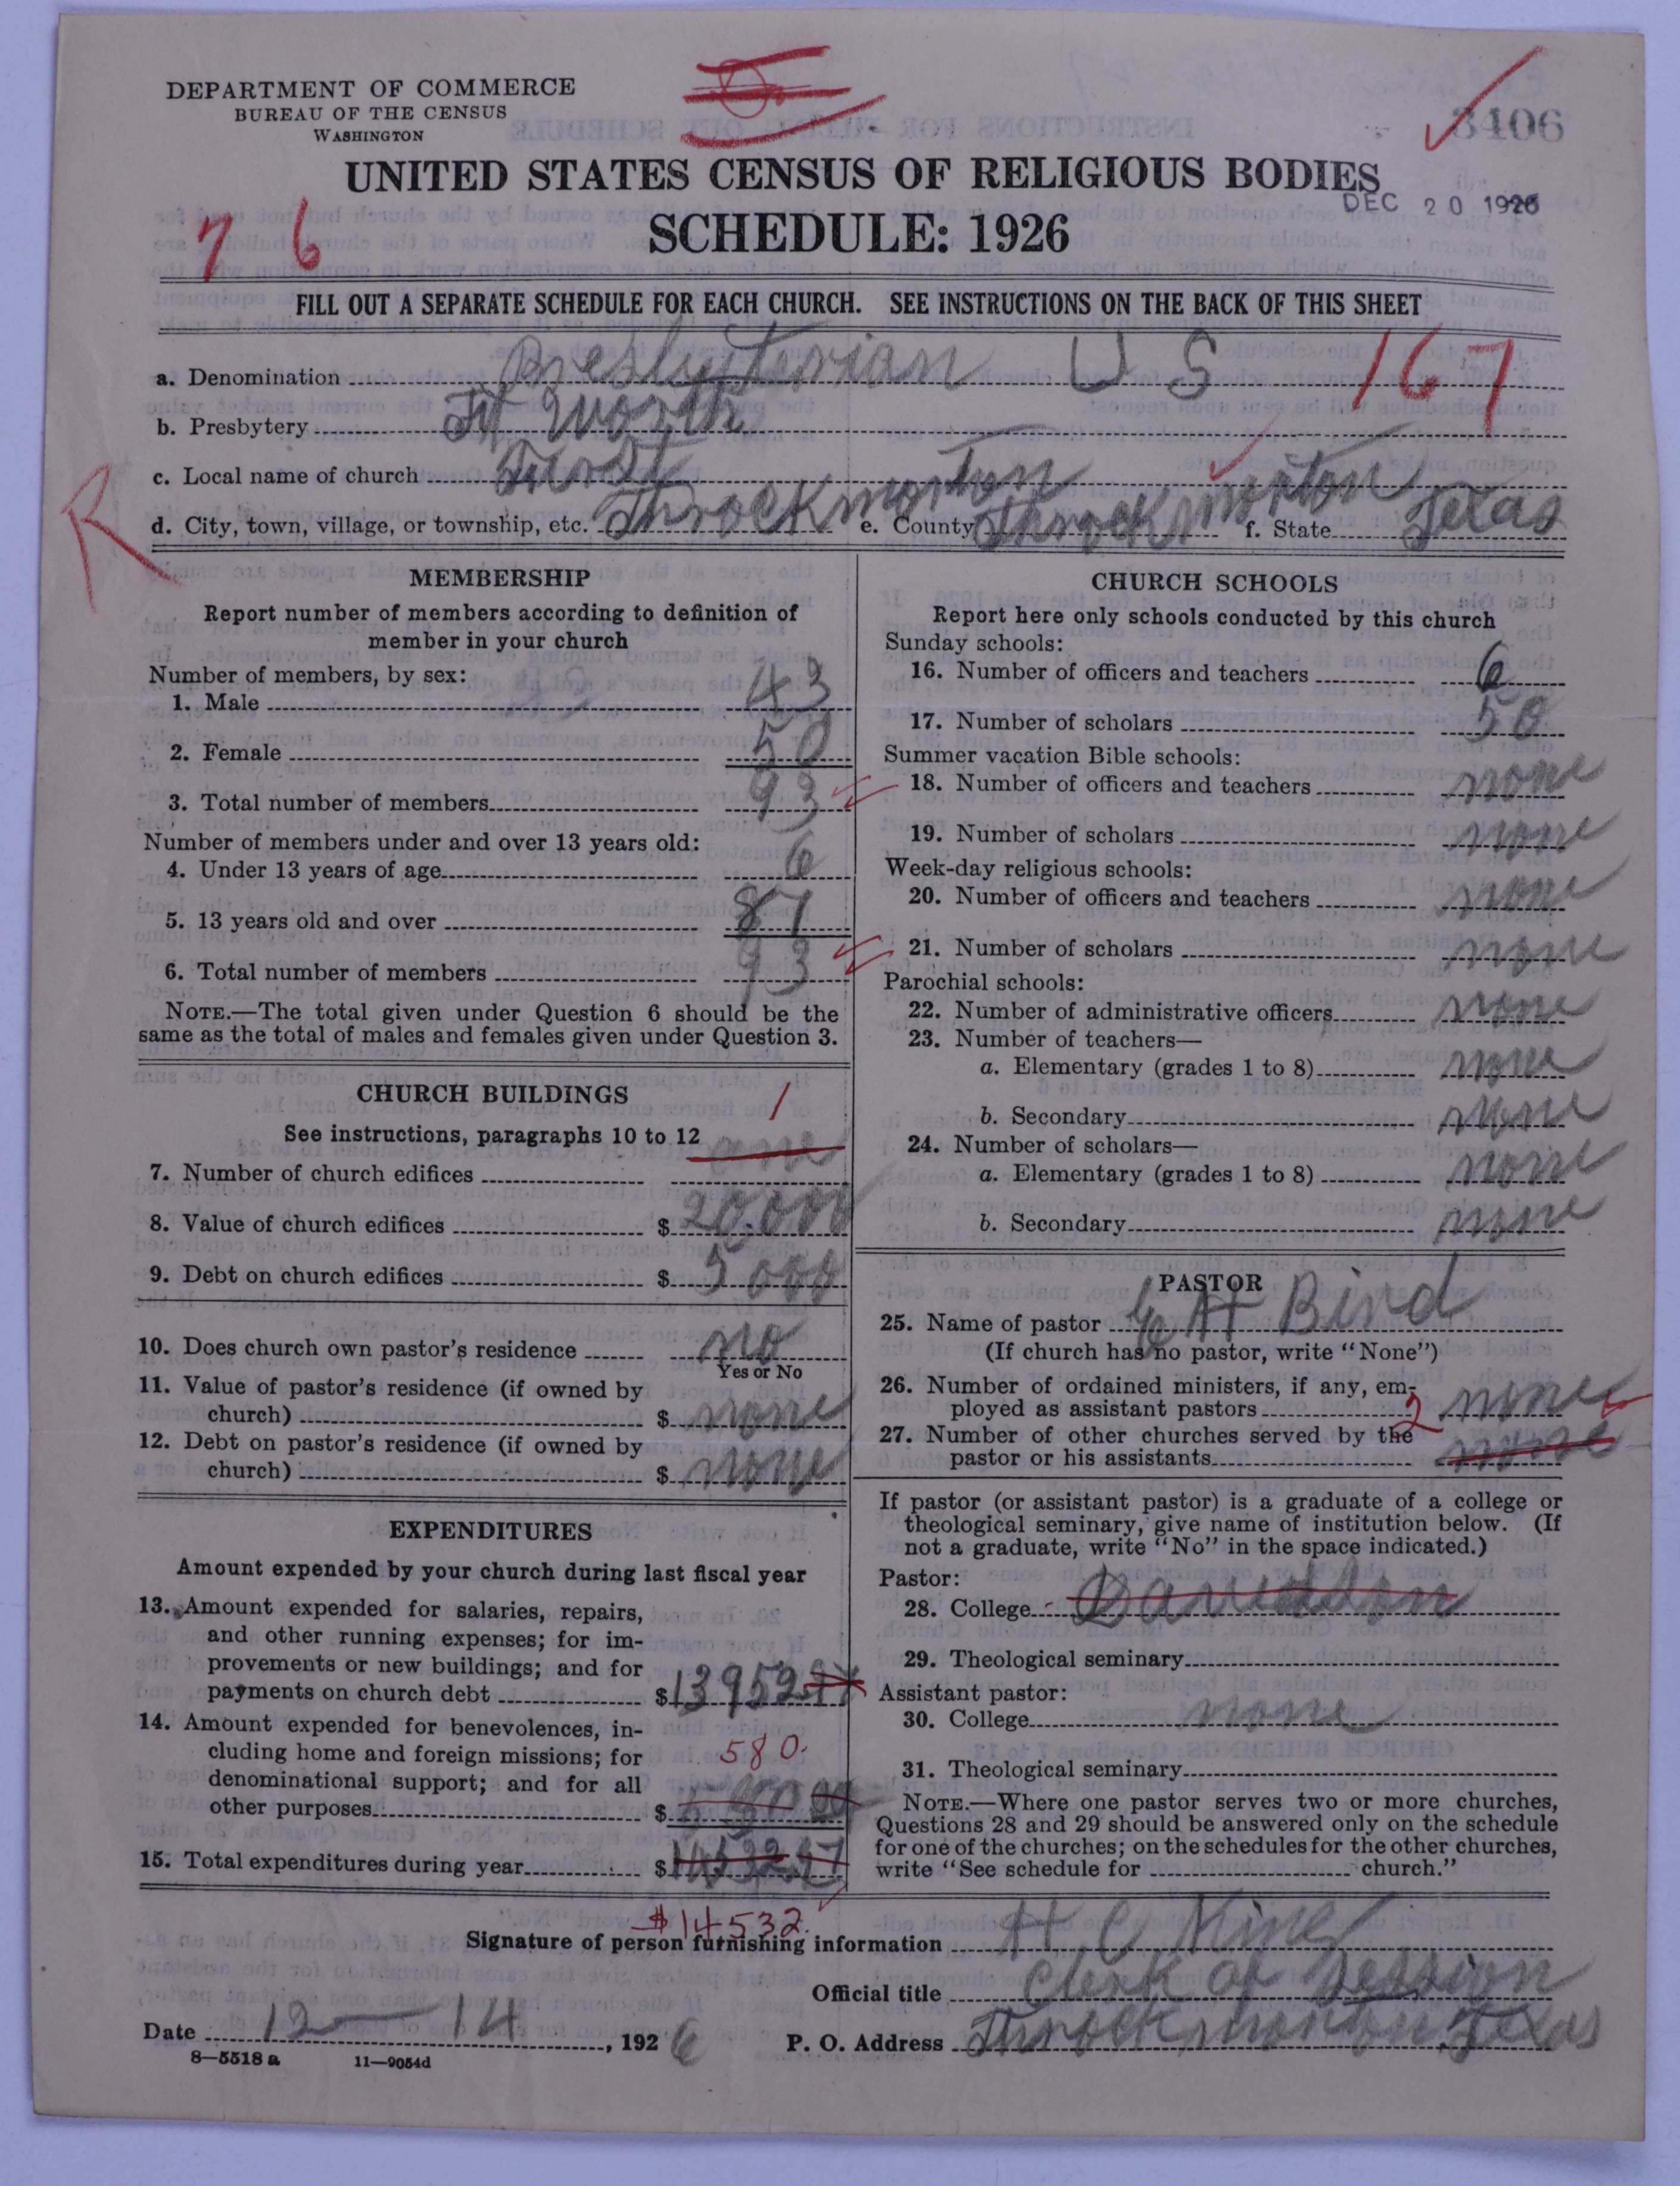 DEPARTMENT OF COMMERCE
BUREAU OF THE CENSUS
WASHINGTON
3406
UNITED STATES CENSUS OF RELIGIOUS BODIES
DEC 20 1926
SCHEDULE: 1926
7 6
FILL OUT A SEPARATE SCHEDULE FOR EACH CHURCH. SEE INSTRUCTIONS ON THE BACK OF THIS SHEET
a. Denomination Presbyterian U S 167
b. Presbytery Ft Worth
c. Local name of church First
R
d. City, town, village, or township, etc. Throckmorton e. County Throckmorton f. State Texas
MEMBERSHIP
Report number of members according to definition of
member in your church
Number of members, by sex:
1. Male 43
2. Female 50
3. Total number of members 93
Number of members under and over 13 years old:
4. Under 13 years of age 6
5. 13 years old and over 87
6. Total number of members 93
NOTE.—The total given under Question 6 should be the
same as the total of males and females given under Question 3.
CHURCH BUILDINGS
See instructions, paragraphs 10 to 12
1
one
7. Number of church edifices
8. Value of church edifices $ 20,000
9. Debt on church edifices $ 5000
10. Does church own pastor's residence no
Yes or No
11. Value of pastor's residence (if owned by
church) $ none
12. Debt on pastor's residence (if owned by
church) $ none
EXPENDITURES
Amount expended by your church during last fiscal year
13. Amount expended for salaries, repairs,
and other running expenses; for im-
provements or new buildings; and for
payments on church debt $13952
14. Amount expended for benevolences, in-
cluding home and foreign missions; for
580.
denominational support; and for all
other purposes $ 580
15. Total expenditures during year $14532.97
$14532.
CHURCH SCHOOLS
Report here only schools conducted by this church
Sunday schools:
16. Number of officers and teachers 6
17. Number of scholars 50
Summer vacation Bible schools:
18. Number of officers and teachers none
19. Number of scholars none
Week-day religious schools:
20. Number of officers and teachers none
21. Number of scholars none
Parochial schools:
22. Number of administrative officers none
23. Number of teachers—
a. Elementary (grades 1 to 8) none
b. Secondary none
24. Number of scholars—
a. Elementary (grades 1 to 8) none
b. Secondary none
PASTOR
25. Name of pastor H Bird
(If church has no pastor, write "None")
26. Number of ordained ministers, if any, em-
ployed as assistant pastors none
27. Number of other churches served by the 2
pastor or his assistants none
If pastor (or assistant pastor) is a graduate of a college or
theological seminary, give name of institution below. (If
not a graduate, write "No" in the space indicated.)
Pastor:
28. College Davidson
29. Theological seminary
Assistant pastor:
30. College none
31. Theological seminary
NOTE.—Where one pastor serves two or more churches,
Questions 28 and 29 should be answered only on the schedule
for one of the churches; on the schedules for the other churches,
write "See schedule for church."
Signature of person furnishing information H. C. King
Official title Clerk of Session
Date 12—14, 1926 P. O. Address Throckmorton, Texas
8—5518 a 11—9054d